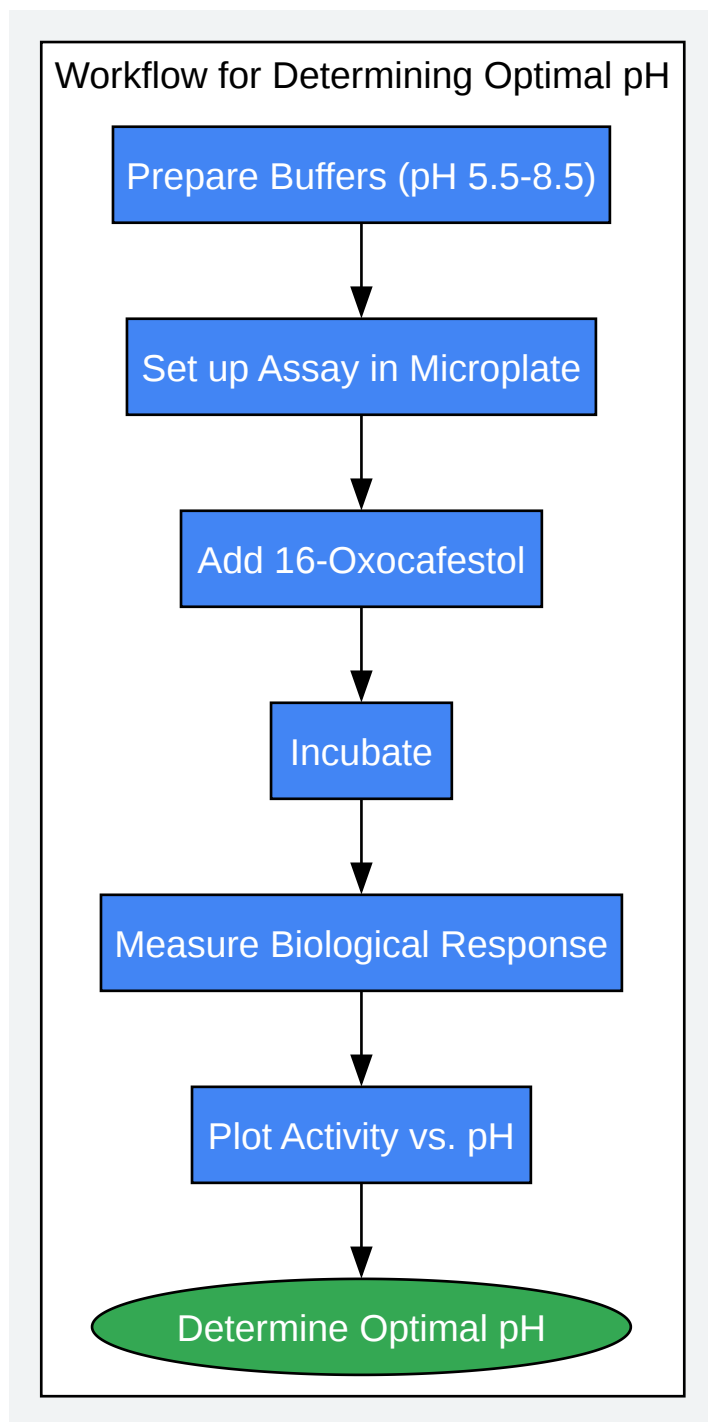 Workflow for Determining Optimal pH
Prepare Buffers (pH 5.5-8.5)
Set up Assay in Microplate
Add 16-Oxocafestol
Incubate
Measure Biological Response
Plot Activity vs. pH
Determine Optimal pH